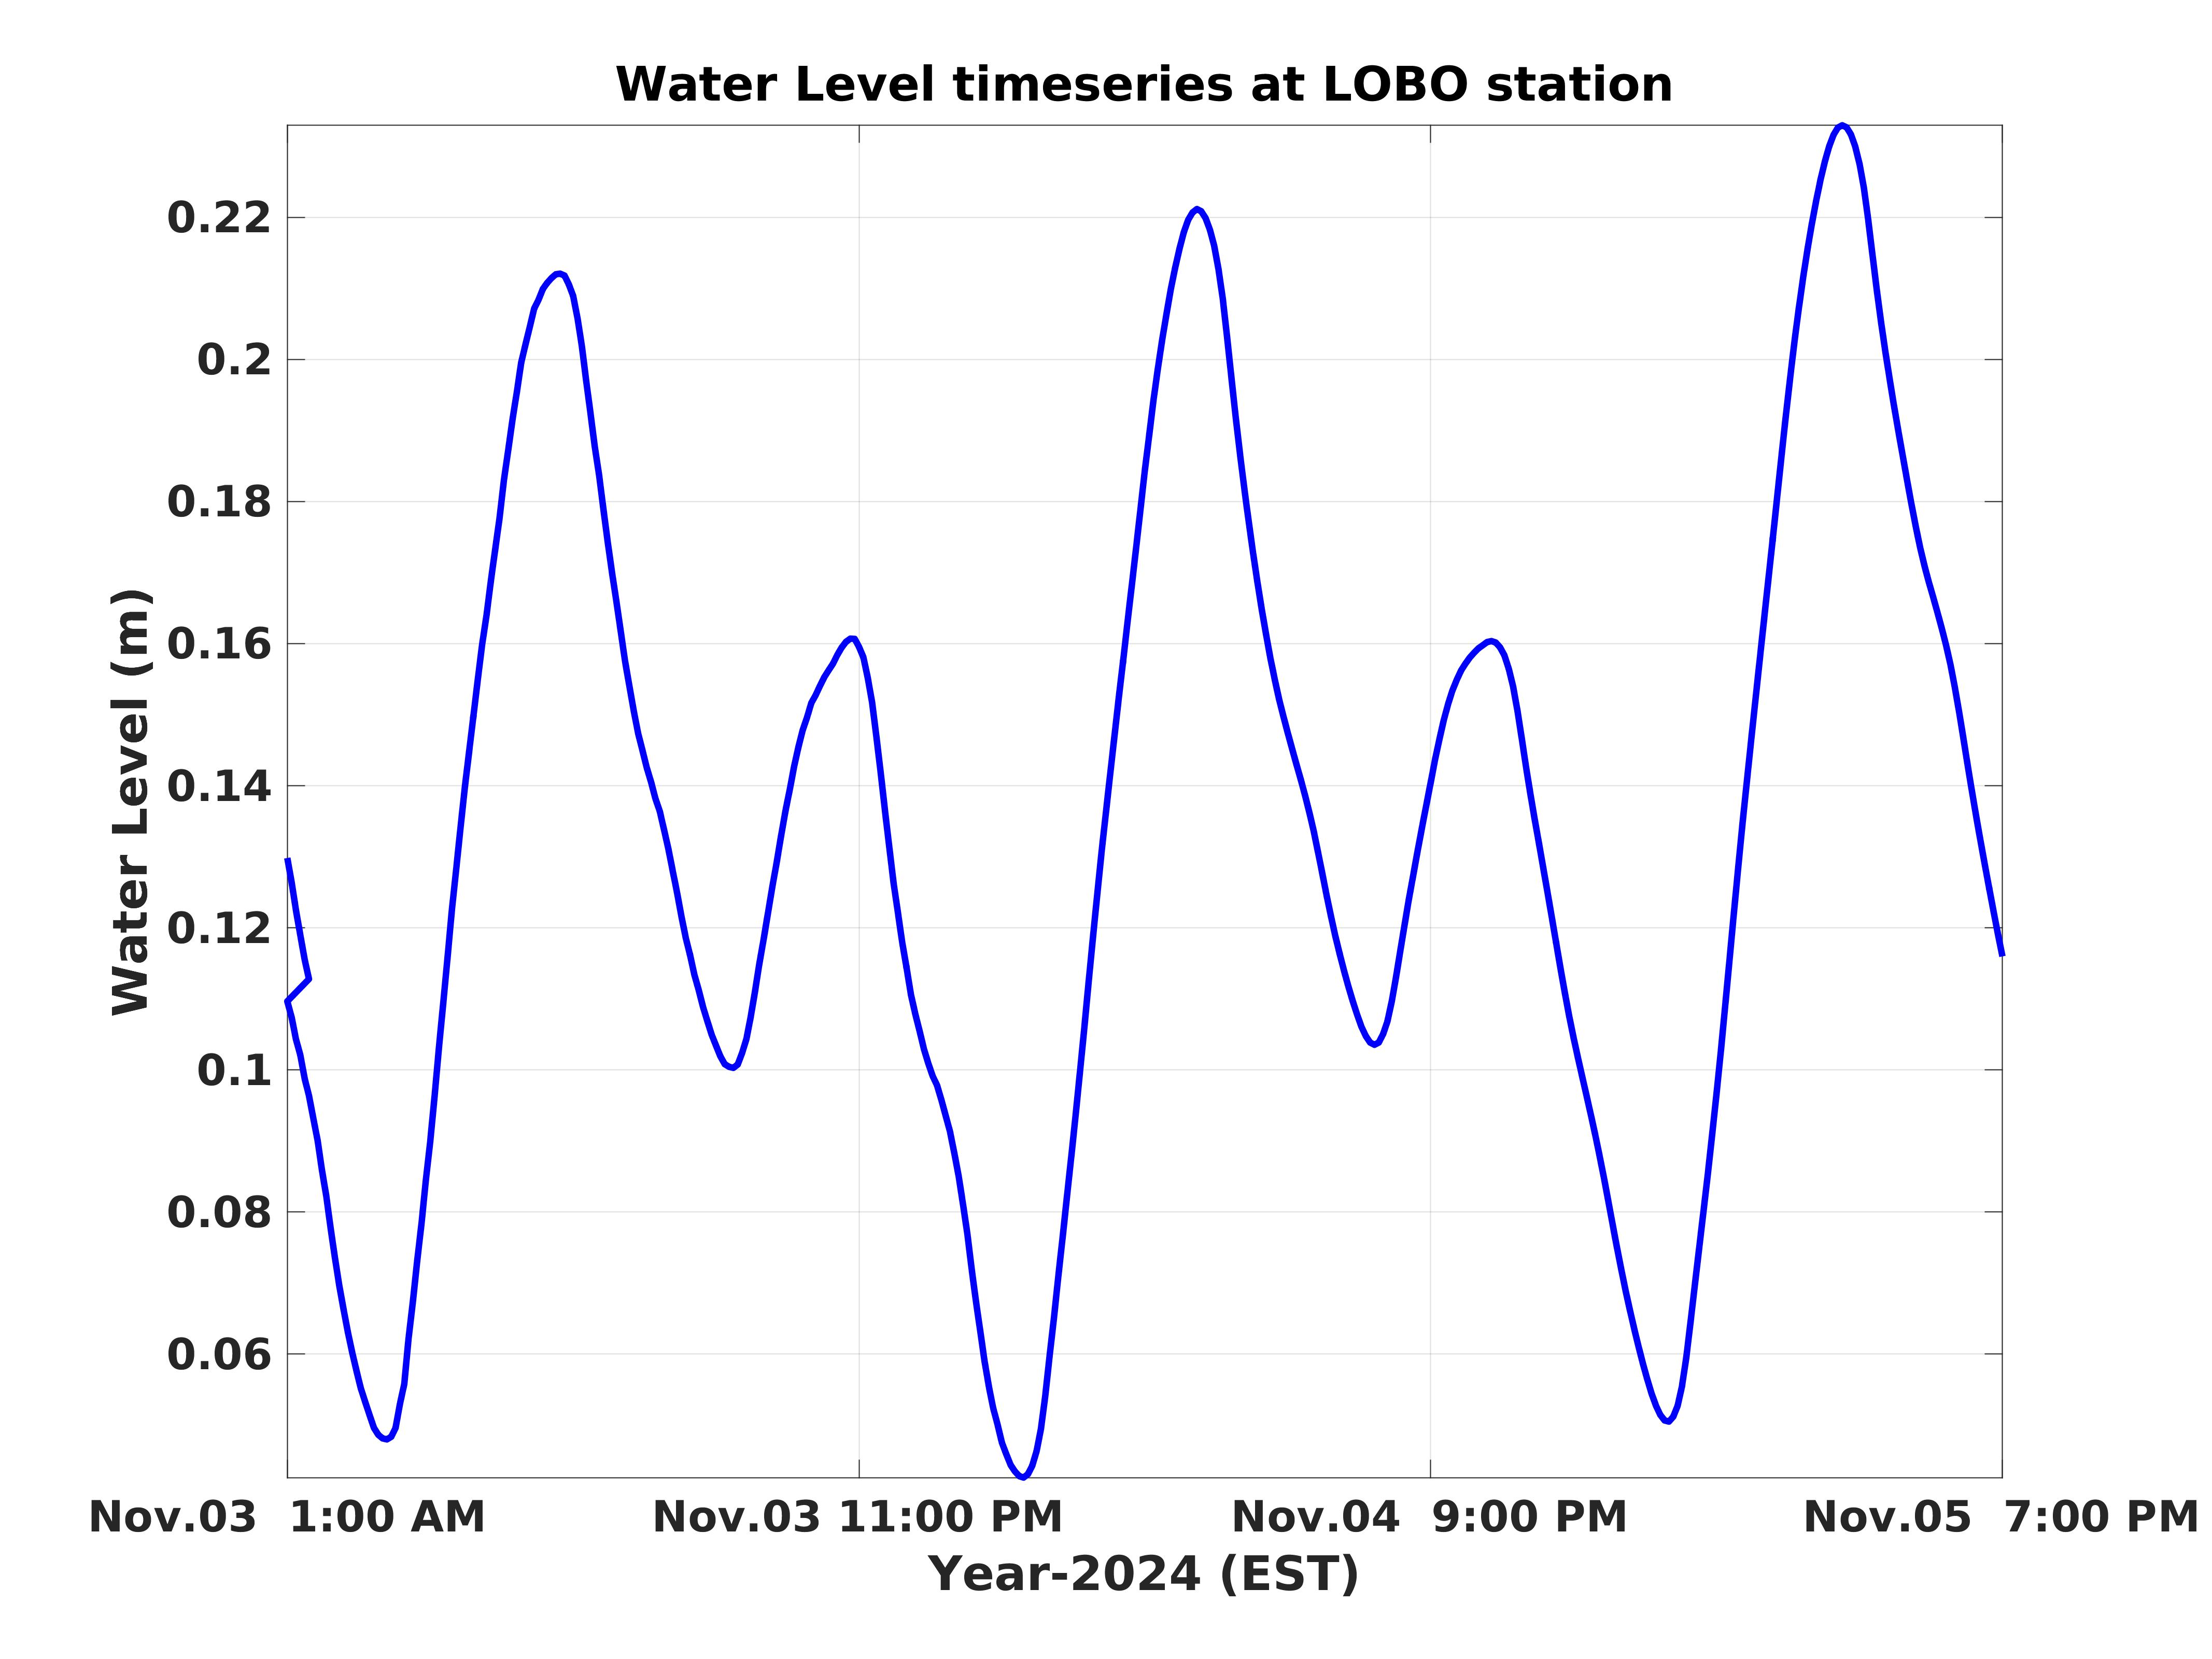 Water Level timeseries at LOBO station
0.22
0.2
0.18
0.16
0.14
0.12
0.1
0.08
0.06
Water Level (m)
Nov.03  1:00 AM
Nov.03 11:00 PM
Nov.04  9:00 PM
Nov.05  7:00 PM
Year-2024 (EST)